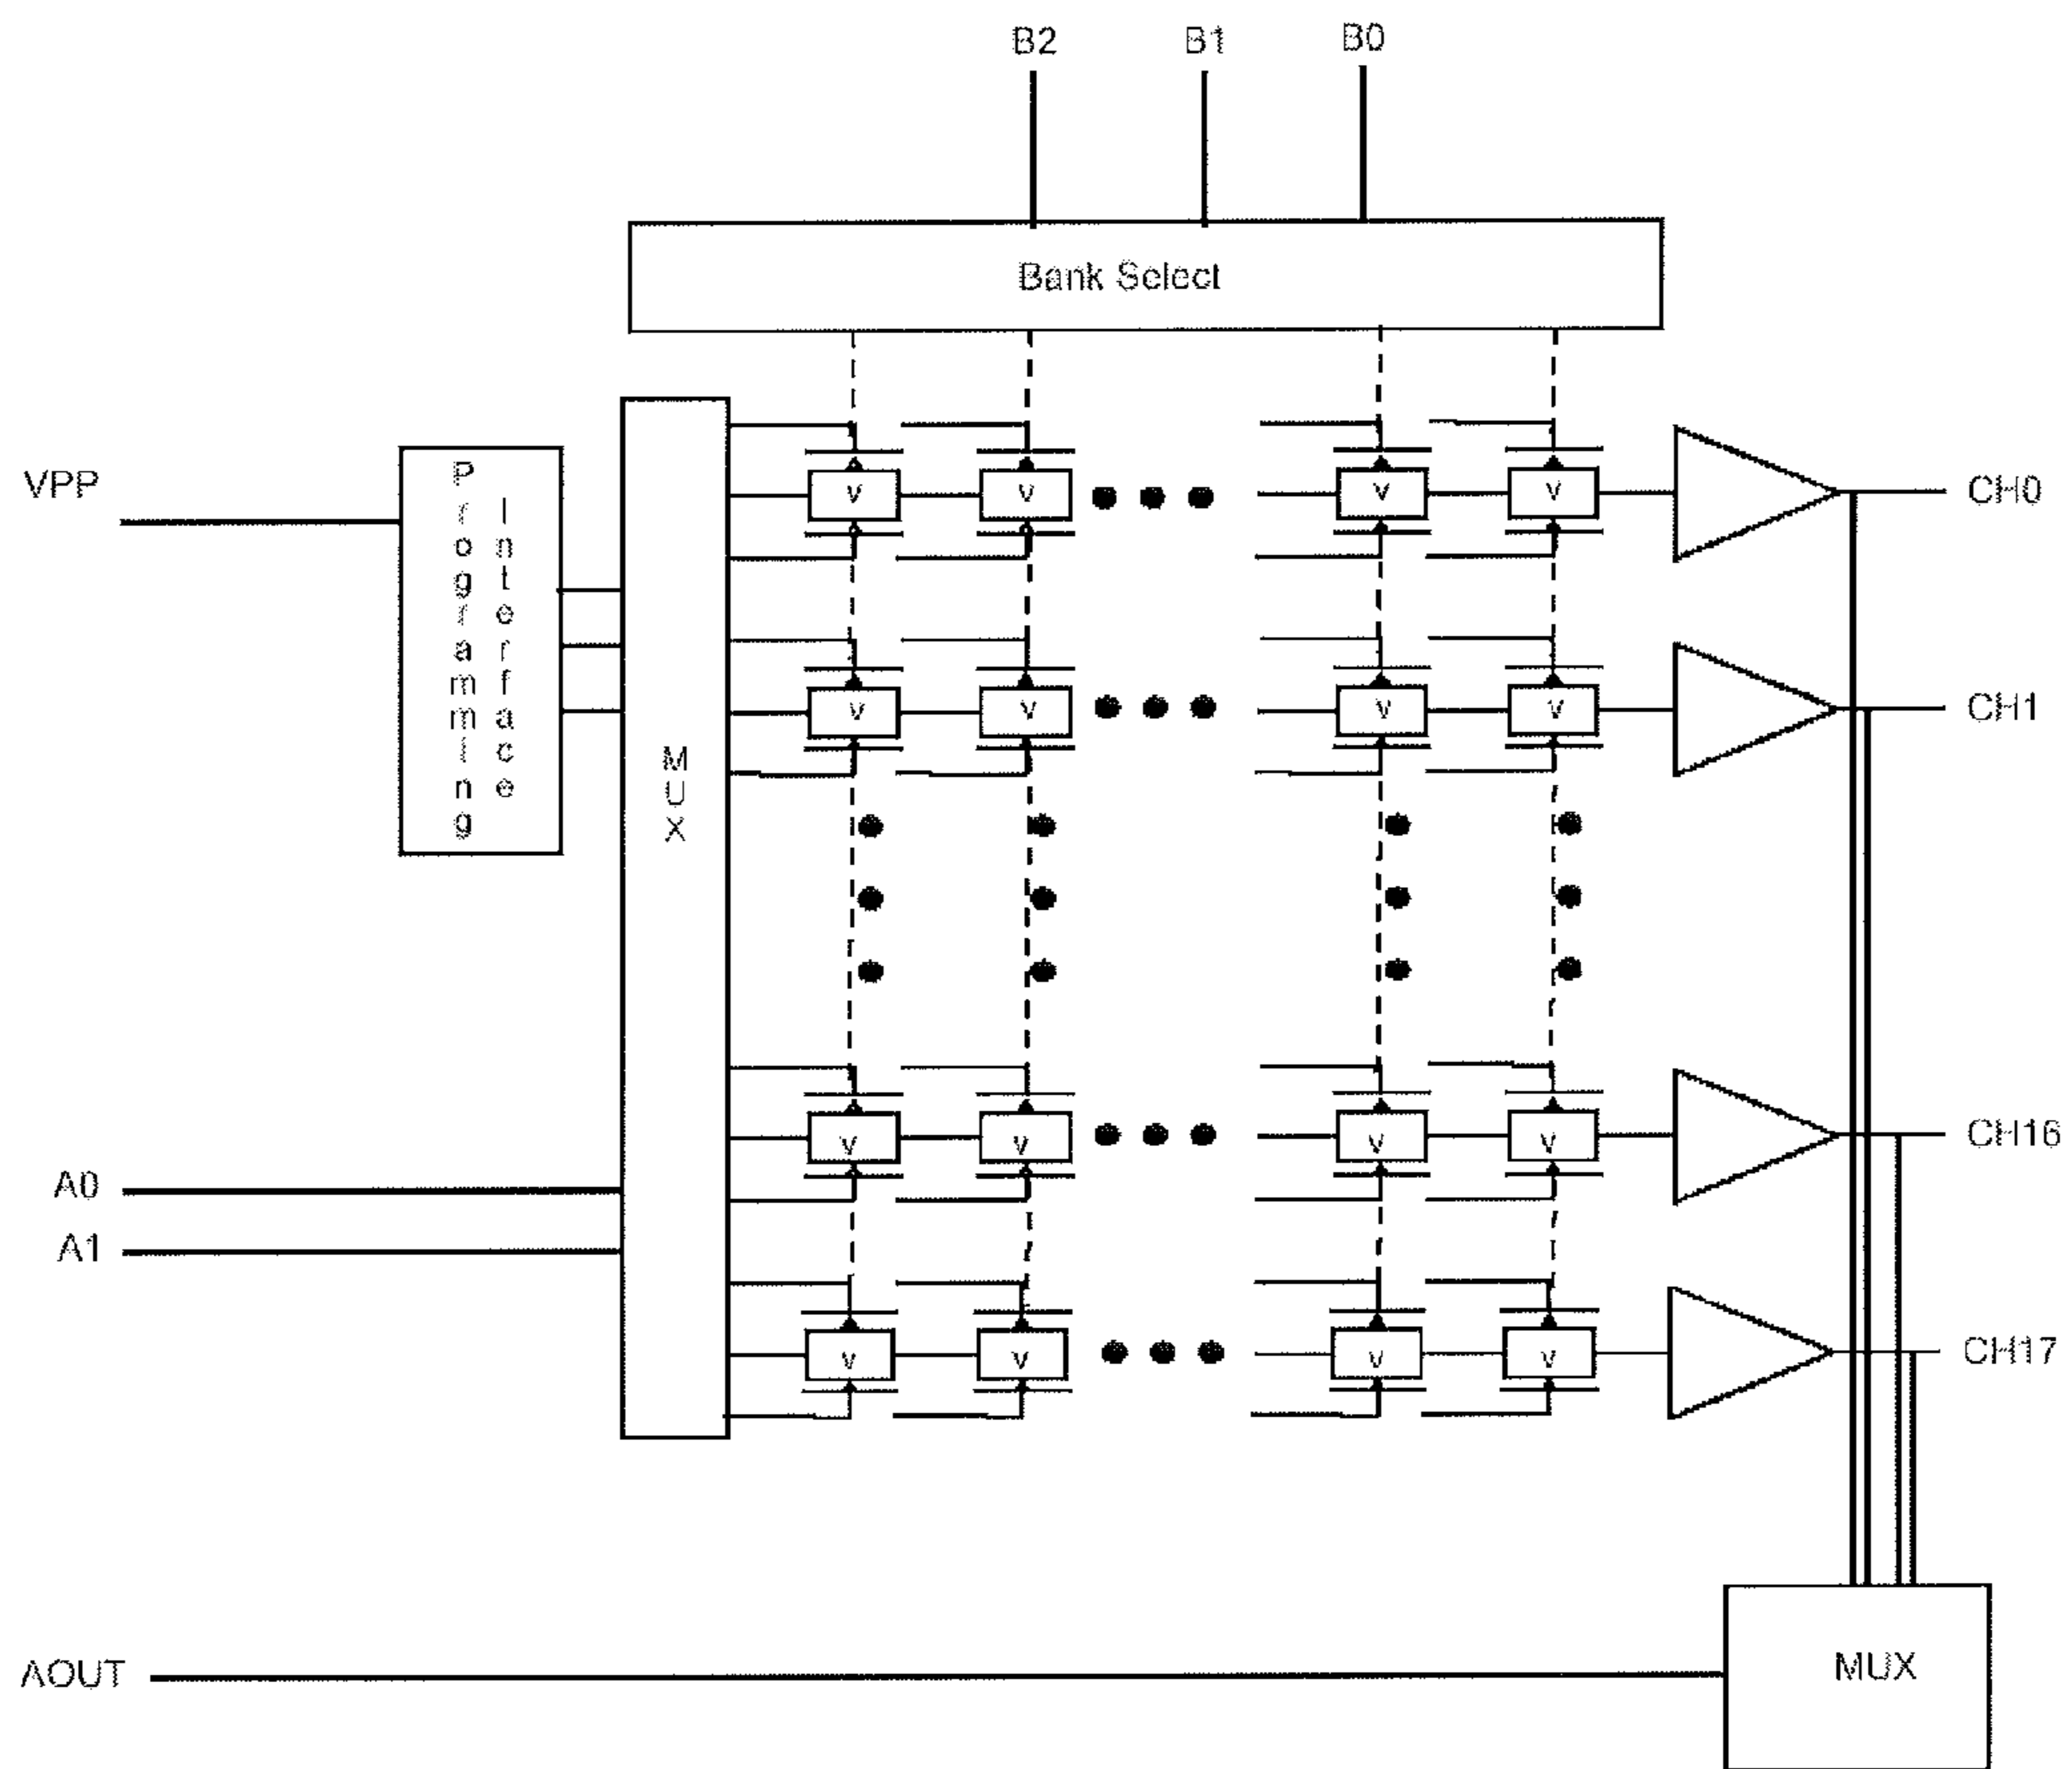 B2 B1 B0
Bank Select
VPP
Programming
Interface
MUX
v v v v
CH0
v v v v
CH1
v v v v
CH16
A0
A1
v v v v
CH17
AOUT
MUX